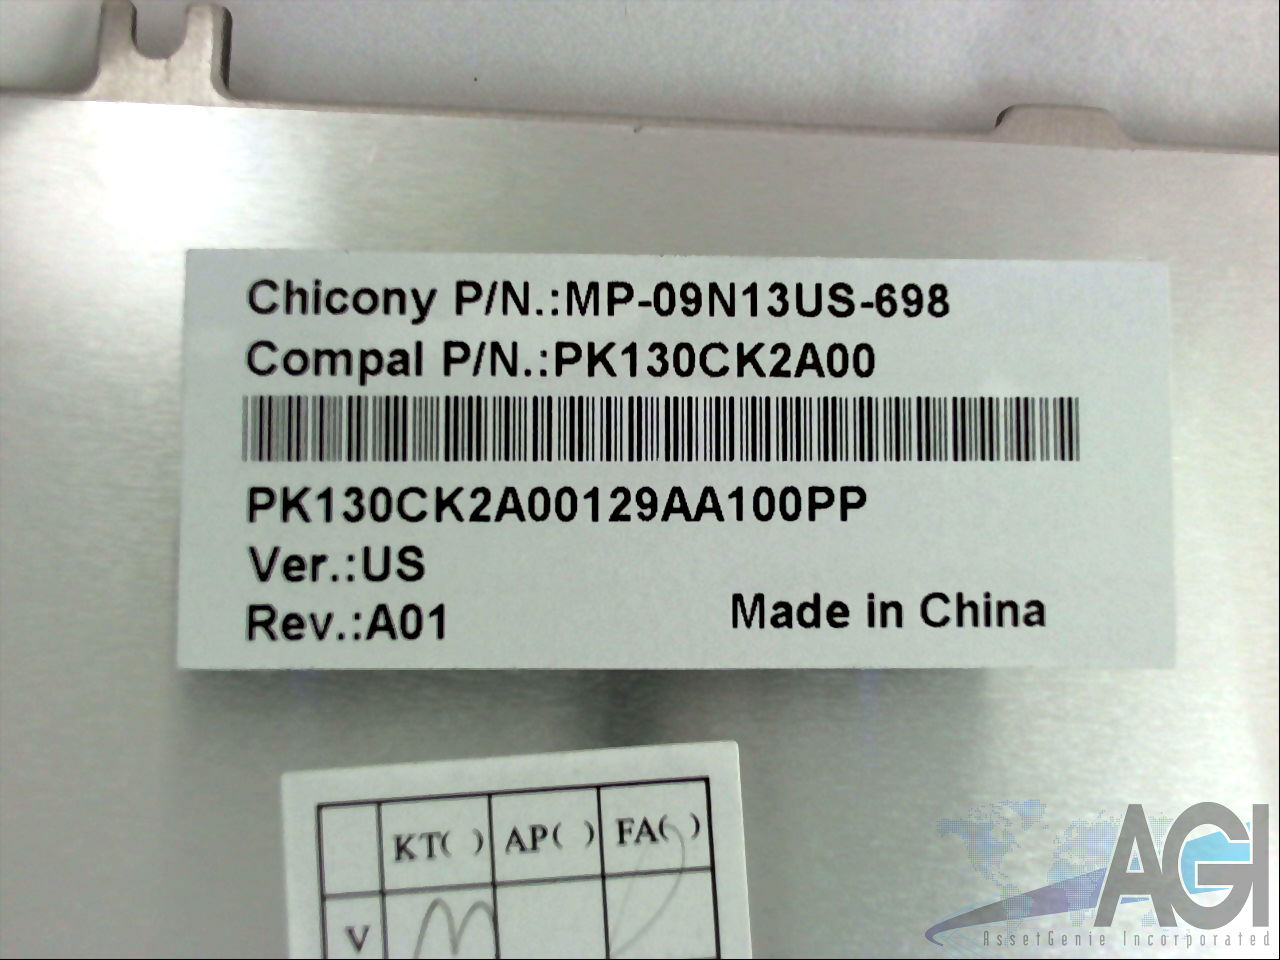 Chicony P/N.:MP-09N13US-698
Compal P/N.:PK130CK2A00
PK130CK2A00129AA100PP
Ver.:US
Rev.:A01
Made in China
KT( ) AP( ) FA( )
V
AGI
AssetGenie Incorporated